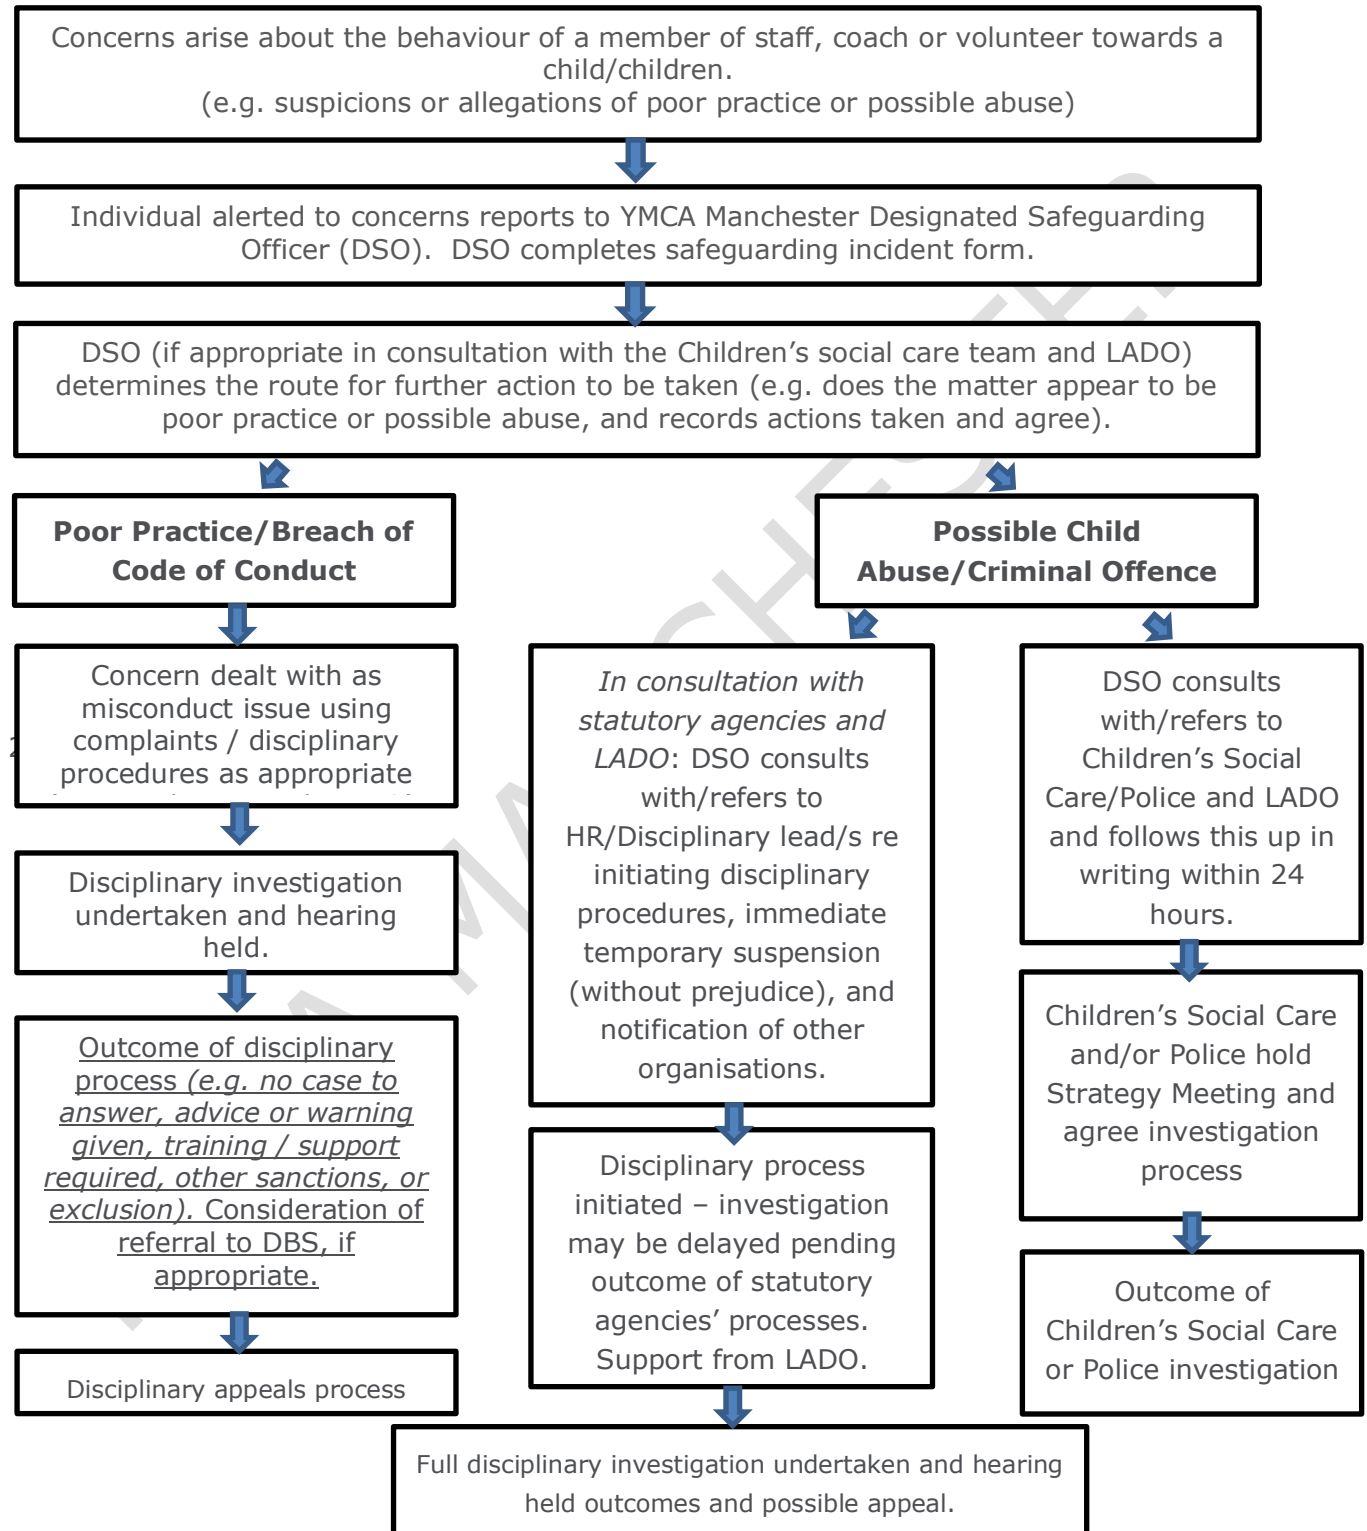 Concerns arise about the behaviour of a member of staff, coach or volunteer towards a
child/children.
(e.g. suspicions or allegations of poor practice or possible abuse)
Individual alerted to concerns reports to YMCA Manchester Designated Safeguarding
Officer (DSO).  DSO completes safeguarding incident form.
DSO (if appropriate in consultation with the Children’s social care team and LADO)
determines the route for further action to be taken (e.g. does the matter appear to be
poor practice or possible abuse, and records actions taken and agree).
Poor Practice/Breach of
Code of Conduct
Possible Child
Abuse/Criminal Offence
Concern dealt with as
misconduct issue using
complaints / disciplinary
procedures as appropriate
Disciplinary investigation
undertaken and hearing
held.
Outcome of disciplinary
process (e.g. no case to
answer, advice or warning
given, training / support
required, other sanctions, or
exclusion). Consideration of
referral to DBS, if
appropriate.
Disciplinary appeals process
In consultation with
statutory agencies and
LADO: DSO consults
with/refers to
HR/Disciplinary lead/s re
initiating disciplinary
procedures, immediate
temporary suspension
(without prejudice), and
notification of other
organisations.
Disciplinary process
initiated – investigation
may be delayed pending
outcome of statutory
agencies’ processes.
Support from LADO.
DSO consults
with/refers to
Children’s Social
Care/Police and LADO
and follows this up in
writing within 24
hours.
Children’s Social Care
and/or Police hold
Strategy Meeting and
agree investigation
process
Outcome of
Children’s Social Care
or Police investigation
Full disciplinary investigation undertaken and hearing
held outcomes and possible appeal.